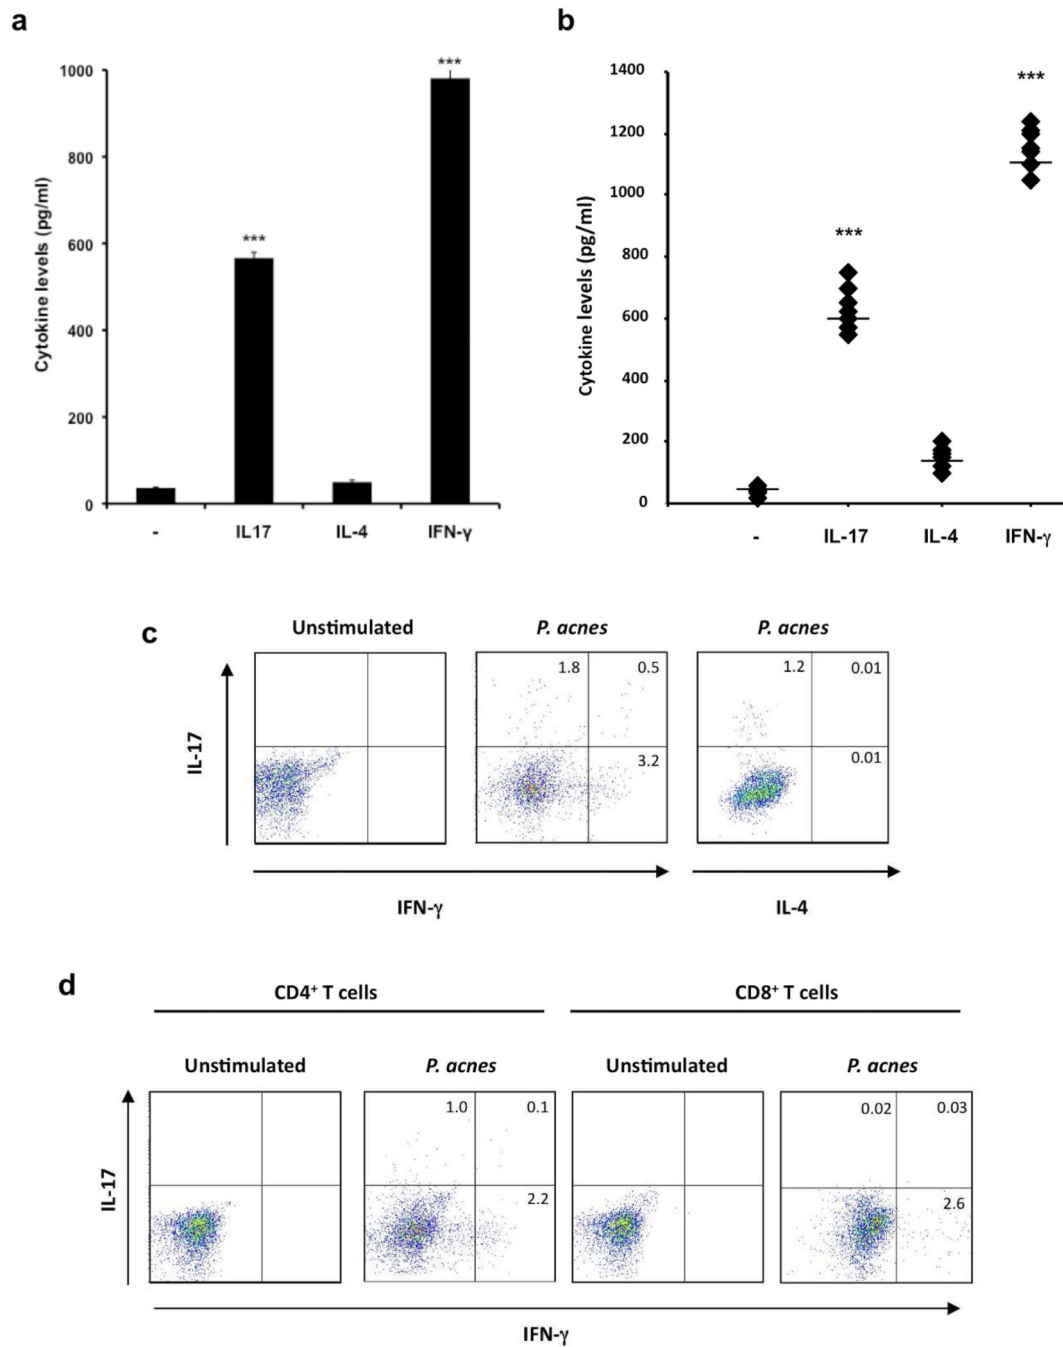 a
b
Cytokine levels (pg/ml)
1000
800
600
400
200
0
***
***
-
IL17
IL-4
IFN-γ
Cytokine levels (pg/ml)
1400
1200
1000
800
600
400
200
0
***
***
-
IL-17
IL-4
IFN-γ
c
Unstimulated
P. acnes
P. acnes
IL-17
1.8
0.5
3.2
1.2
0.01
0.01
IFN-γ
IL-4
d
CD4⁺ T cells
CD8⁺ T cells
Unstimulated
P. acnes
Unstimulated
P. acnes
IL-17
1.0
0.1
2.2
0.02
0.03
2.6
IFN-γ